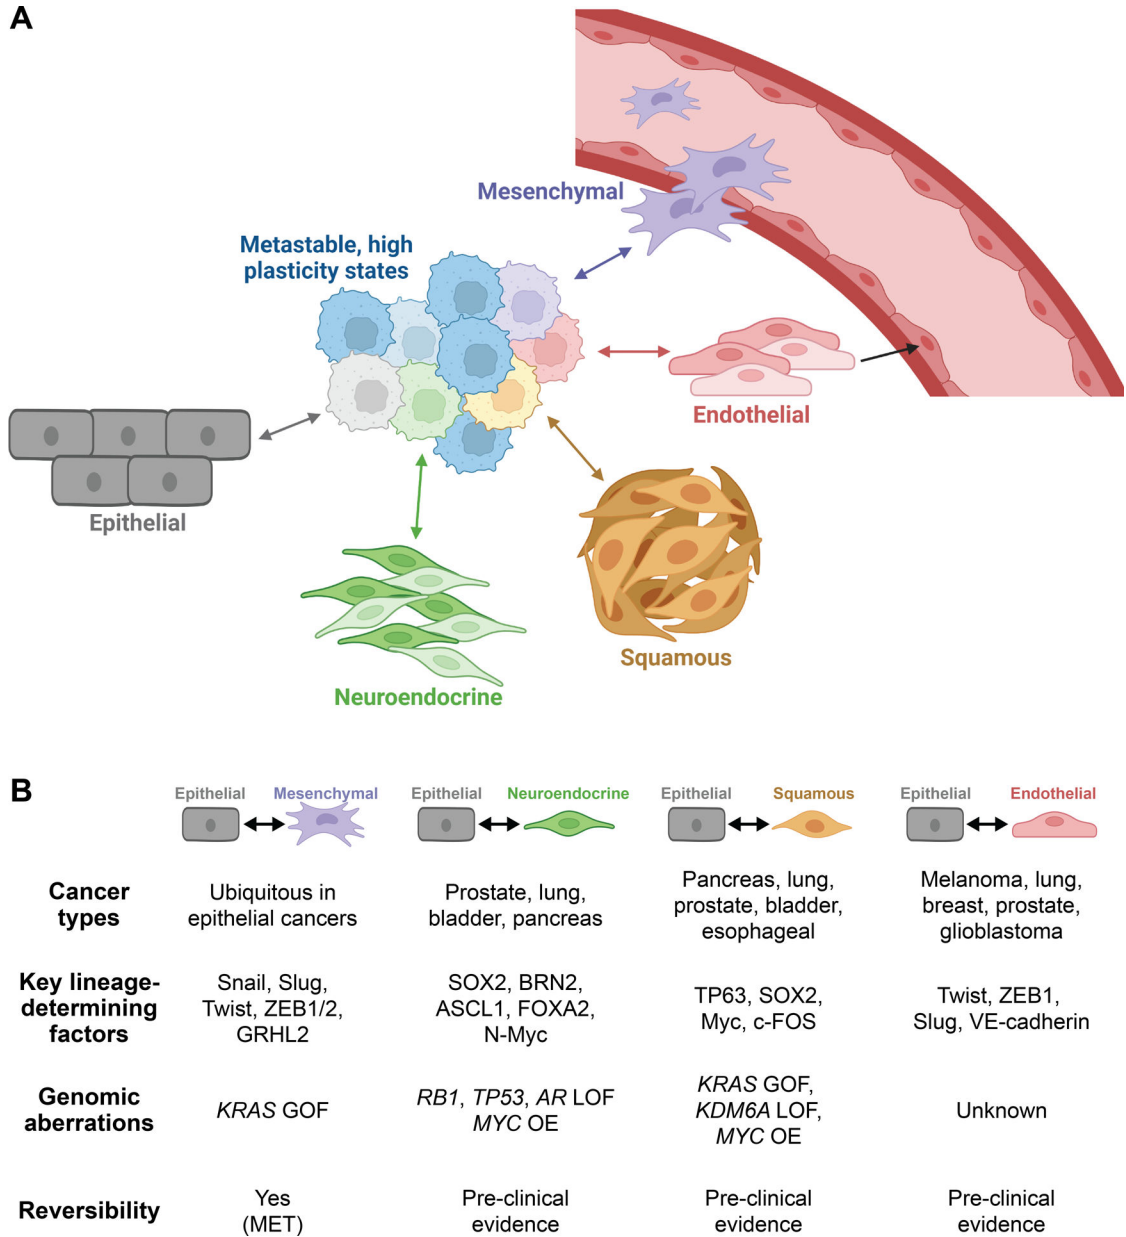 A
Mesenchymal
Metastable, high
plasticity states
Endothelial
Epithelial
Squamous
Neuroendocrine
B
Epithelial Mesenchymal Epithelial Neuroendocrine Epithelial Squamous Epithelial Endothelial
Cancer
types
Ubiquitous in
epithelial cancers
Prostate, lung,
bladder, pancreas
Pancreas, lung,
prostate, bladder,
esophageal
Melanoma, lung,
breast, prostate,
glioblastoma
Key lineage-
determining
factors
Snail, Slug,
Twist, ZEB1/2,
GRHL2
SOX2, BRN2,
ASCL1, FOXA2,
N-Myc
TP63, SOX2,
Myc, c-FOS
Twist, ZEB1,
Slug, VE-cadherin
Genomic
aberrations
KRAS GOF
RB1, TP53, AR LOF
MYC OE
KRAS GOF,
KDM6A LOF,
MYC OE
Unknown
Reversibility
Yes
(MET)
Pre-clinical
evidence
Pre-clinical
evidence
Pre-clinical
evidence